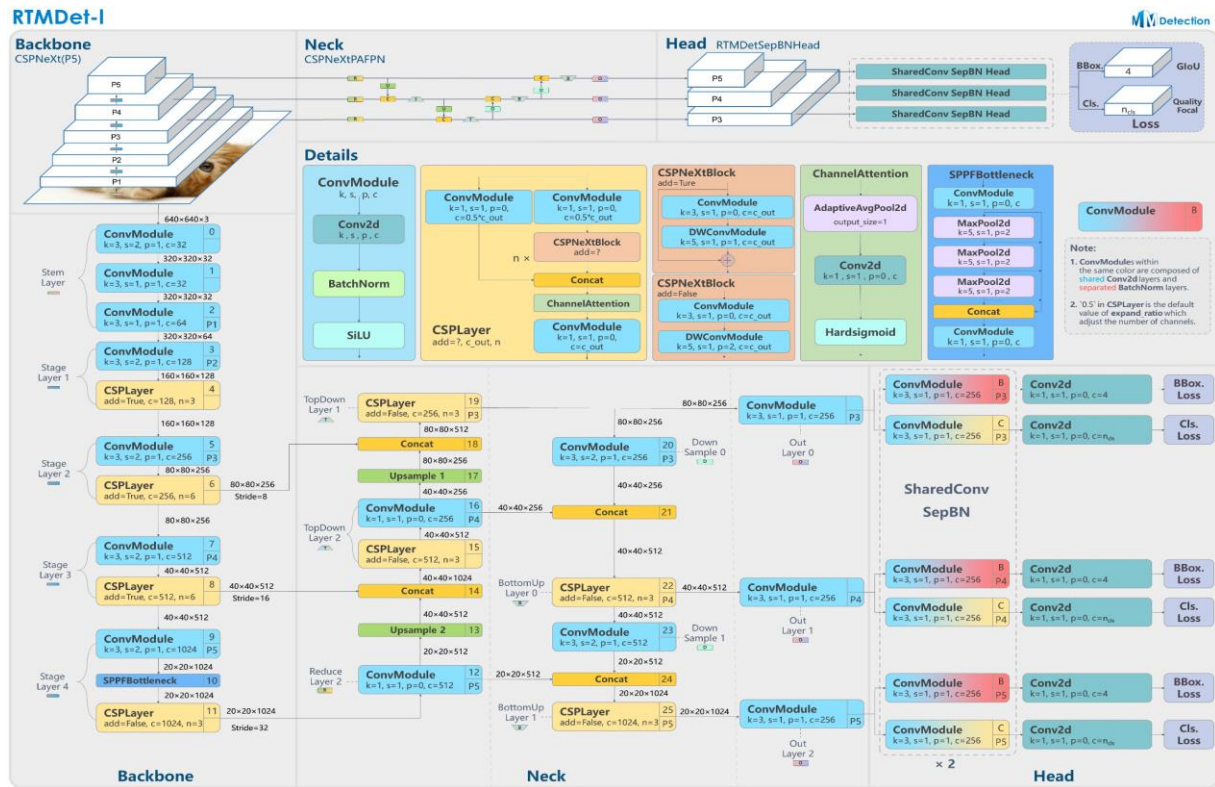 RTMDet-l
MMDetection
Backbone
CSPNeXt(P5)
P5
P4
P3
P2
P1
Neck
CSPNeXtPAFPN
Head RTMDetSepBNHead
P5
P4
P3
SharedConv SepBN Head
SharedConv SepBN Head
SharedConv SepBN Head
BBox. 4 GIoU
Cls. n_cls Quality Focal
Loss
Details
ConvModule
k, s, p, c
Conv2d
k, s, p, c
BatchNorm
SiLU
ConvModule
k=1, s=1, p=0,
c=0.5*c_out
ConvModule
k=1, s=1, p=0,
c=0.5*c_out
n ×
CSPNeXtBlock
add=?
Concat
ChannelAttention
ConvModule
k=1, s=1, p=0,
c=c_out
CSPLayer
add=?, c_out, n
CSPNeXtBlock
add=Ture
ConvModule
k=3, s=1, p=0, c=c_out
DWConvModule
k=5, s=1, p=1, c=c_out
CSPNeXtBlock
add=False
ConvModule
k=3, s=1, p=0, c=c_out
DWConvModule
k=5, s=1, p=2, c=c_out
ChannelAttention
AdaptiveAvgPool2d
output_size=1
Conv2d
k=1, s=1, p=0, c
Hardsigmoid
SPPFBottleneck
ConvModule
k=1, s=1, p=0, c
MaxPool2d
k=5, s=1, p=2
MaxPool2d
k=5, s=1, p=2
MaxPool2d
k=5, s=1, p=2
Concat
ConvModule
k=1, s=1, p=0, c
ConvModule B
Note:
1. ConvModules within
the same color are composed of
shared Conv2d layers and
separated BatchNorm layers.
2. `0.5` in CSPLayer is the default
value of expand_ratio which
adjust the number of channels.
640×640×3
Stem
Layer
ConvModule 0
k=3, s=2, p=1, c=32
320×320×32
ConvModule 1
k=3, s=1, p=1, c=32
320×320×32
ConvModule 2
k=3, s=1, p=1, c=64 P1
320×320×64
Stage
Layer 1
ConvModule 3
k=3, s=2, p=1, c=128 P2
160×160×128
CSPLayer 4
add=True, c=128, n=3
160×160×128
Stage
Layer 2
ConvModule 5
k=3, s=2, p=1, c=256 P3
80×80×256
CSPLayer 6
add=True, c=256, n=6
80×80×256
Stride=8
80×80×256
Stage
Layer 3
ConvModule 7
k=3, s=2, p=1, c=512 P4
40×40×512
CSPLayer 8
add=True, c=512, n=6
40×40×512
Stride=16
40×40×512
Stage
Layer 4
ConvModule 9
k=3, s=2, p=1, c=1024 P5
20×20×1024
SPPFBottleneck 10
20×20×1024
CSPLayer 11
add=False, c=1024, n=3
20×20×1024
Stride=32
Backbone
TopDown
Layer 1
CSPLayer 19
add=False, c=256, n=3 P3
80×80×512
Concat 18
80×80×256
Upsample 1 17
40×40×256
TopDown
Layer 2
ConvModule 16
k=1, s=1, p=0, c=256 P4
40×40×512
CSPLayer 15
add=False, c=512, n=3
40×40×1024
Concat 14
40×40×512
Upsample 2 13
20×20×512
Reduce
Layer 2
ConvModule 12
k=1, s=1, p=0, c=512 P5
80×80×256
80×80×256
ConvModule 20
k=3, s=2, p=1, c=256 P3
Down
Sample 0
40×40×256
40×40×256
Concat 21
40×40×512
BottomUp
Layer 0
CSPLayer 22
add=False, c=512, n=3 P4
40×40×512
40×40×512
ConvModule 23
k=3, s=2, p=1, c=512
Down
Sample 1
20×20×512
20×20×512
Concat 24
20×20×1024
BottomUp
Layer 1
CSPLayer 25
add=False, c=1024, n=3 P5
20×20×1024
ConvModule
k=3, s=1, p=1, c=256 P3
Out
Layer 0
ConvModule
k=3, s=1, p=1, c=256 P4
Out
Layer 1
ConvModule
k=3, s=1, p=1, c=256 P5
Out
Layer 2
Neck
ConvModule B
k=3, s=1, p=1, c=256 P3
Conv2d
k=1, s=1, p=0, c=4
BBox.
Loss
ConvModule C
k=3, s=1, p=1, c=256 P3
Conv2d
k=1, s=1, p=0, c=n_cls
Cls.
Loss
SharedConv
SepBN
ConvModule B
k=3, s=1, p=1, c=256 P4
Conv2d
k=1, s=1, p=0, c=4
BBox.
Loss
ConvModule C
k=3, s=1, p=1, c=256 P4
Conv2d
k=1, s=1, p=0, c=n_cls
Cls.
Loss
ConvModule B
k=3, s=1, p=1, c=256 P5
Conv2d
k=1, s=1, p=0, c=4
BBox.
Loss
ConvModule C
k=3, s=1, p=1, c=256 P5
Conv2d
k=1, s=1, p=0, c=n_cls
Cls.
Loss
× 2
Head